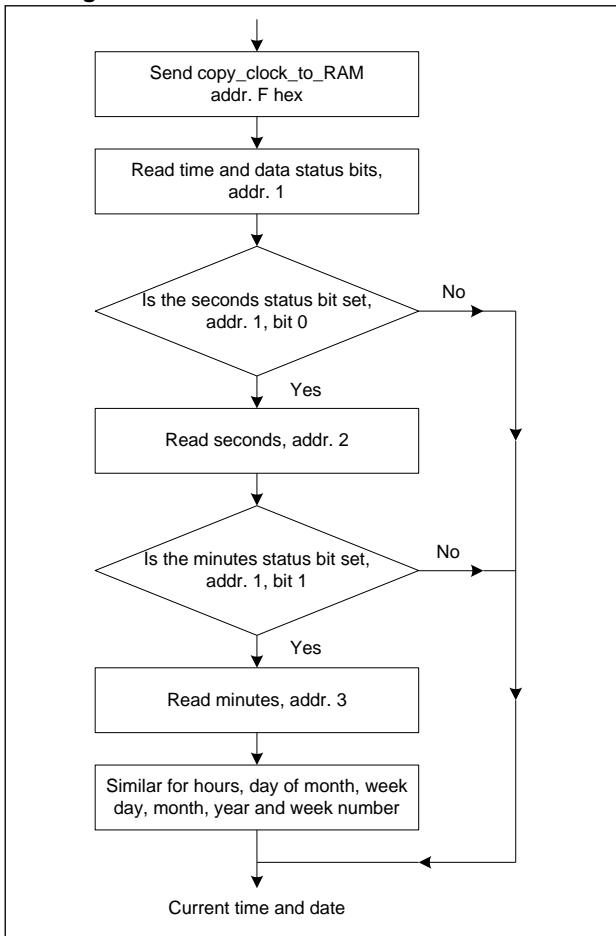 Send copy_clock_to_RAM
addr. F hex
Read time and data status bits,
addr. 1
Is the seconds status bit set,
addr. 1, bit 0
No
Yes
Read seconds, addr. 2
Is the minutes status bit set,
addr. 1, bit 1
No
Yes
Read minutes, addr. 3
Similar for hours, day of month, week
day, month, year and week number
Current time and date